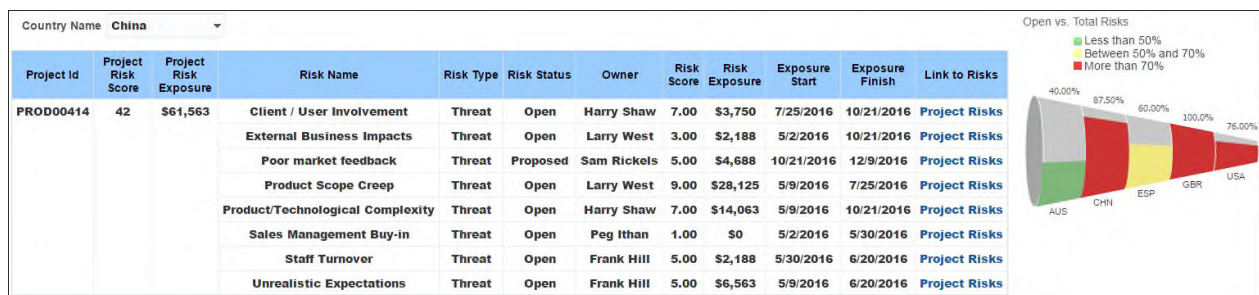 Country Name China
Open vs. Total Risks
Less than 50%
Between 50% and 70%
More than 70%
Project Id Project Risk Score Project Risk Exposure Risk Name Risk Type Risk Status Owner Risk Score Risk Exposure Exposure Start Exposure Finish Link to Risks
PROD00414 42 $61,563 Client / User Involvement Threat Open Harry Shaw 7.00 $3,750 7/25/2016 10/21/2016 Project Risks
External Business Impacts Threat Open Larry West 3.00 $2,188 5/2/2016 10/21/2016 Project Risks
Poor market feedback Threat Proposed Sam Rickels 5.00 $4,688 10/21/2016 12/9/2016 Project Risks
Product Scope Creep Threat Open Larry West 9.00 $28,125 5/9/2016 7/25/2016 Project Risks
Product/Technological Complexity Threat Open Harry Shaw 7.00 $14,063 5/9/2016 10/21/2016 Project Risks
Sales Management Buy-in Threat Open Peg Ithan 1.00 $0 5/2/2016 5/30/2016 Project Risks
Staff Turnover Threat Open Frank Hill 5.00 $2,188 5/30/2016 6/20/2016 Project Risks
Unrealistic Expectations Threat Open Frank Hill 5.00 $6,563 5/9/2016 6/20/2016 Project Risks
40.00% 87.50% 60.00% 100.0% 76.00%
AUS CHN ESP GBR USA